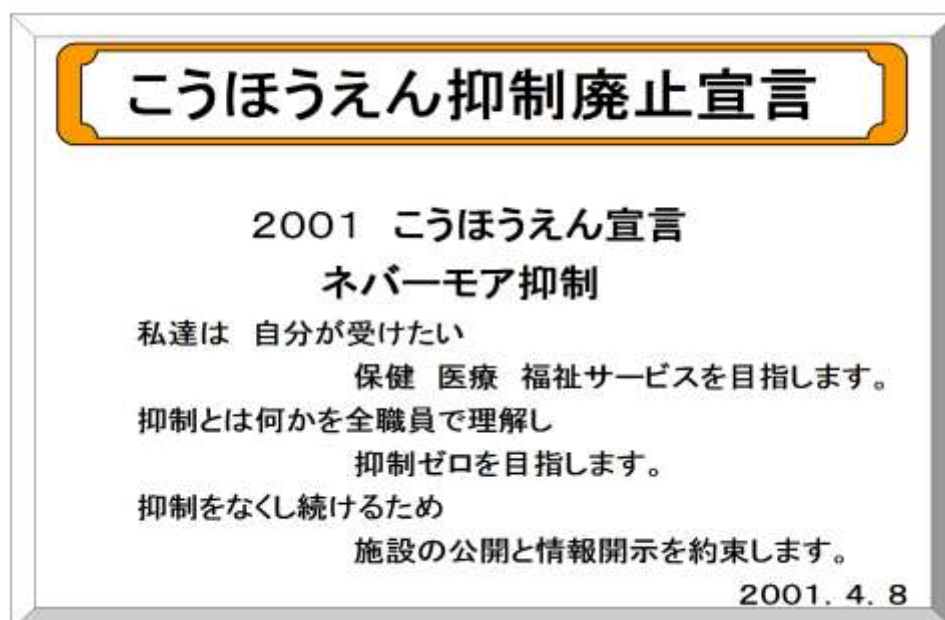 こうほうえん抑制廃止宣言
2001　こうほうえん宣言
ネバーモア抑制
私達は　自分が受けたい
保健　医療　福祉サービスを目指します。
抑制とは何かを全職員で理解し
抑制ゼロを目指します。
抑制をなくし続けるため
施設の公開と情報開示を約束します。
2001．4．8